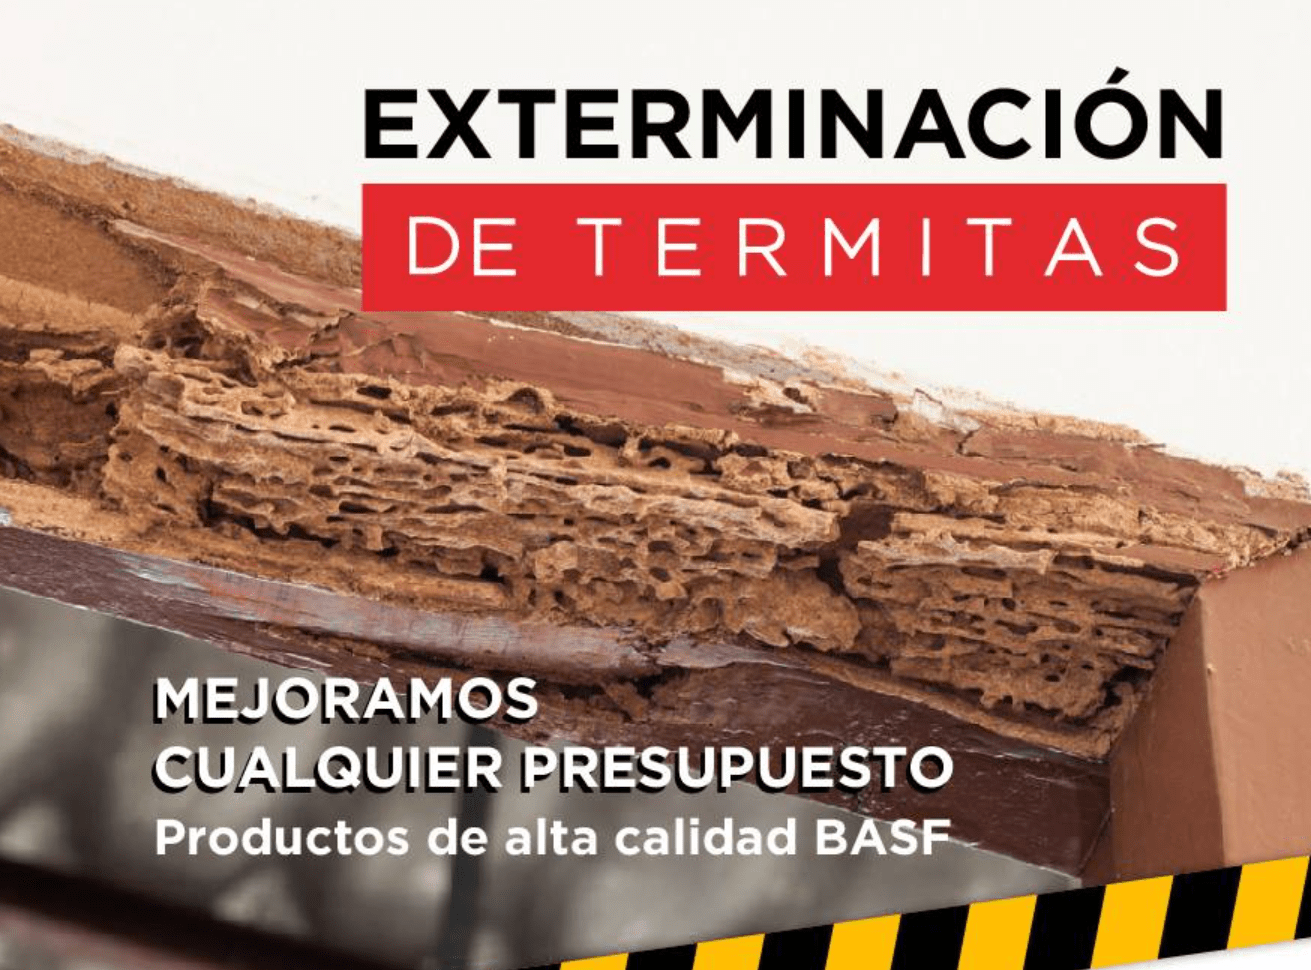 EXTERMINACIÓN
DE TERMITAS
MEJORAMOS
CUALQUIER PRESUPUESTO
Productos de alta calidad BASF